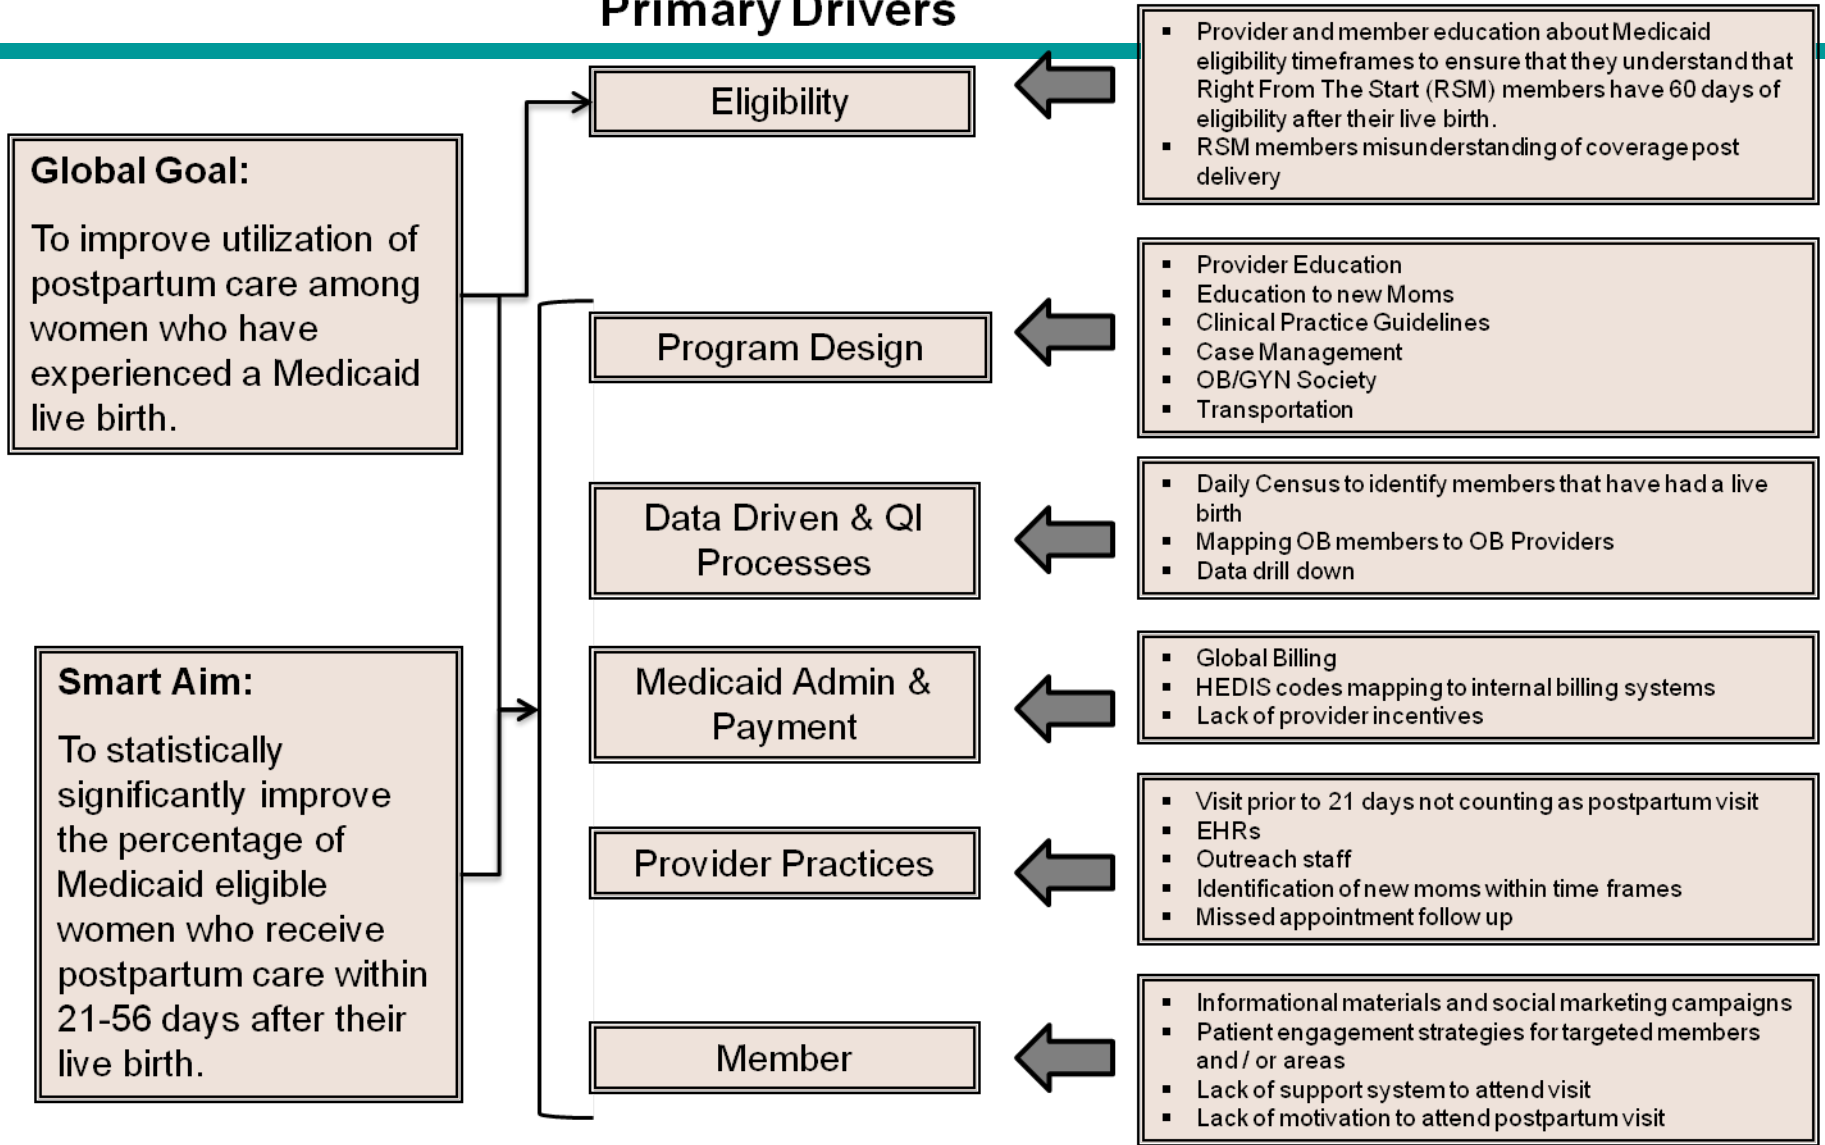 Primary Drivers
Global Goal:
To improve utilization of
postpartum care among
women who have
experienced a Medicaid
live birth.
Smart Aim:
To statistically
significantly improve
the percentage of
Medicaid eligible
women who receive
postpartum care within
21-56 days after their
live birth.
Eligibility
▪ Provider and member education about Medicaid
eligibility timeframes to ensure that they understand that
Right From The Start (RSM) members have 60 days of
eligibility after their live birth.
▪ RSM members misunderstanding of coverage post
delivery
Program Design
▪ Provider Education
▪ Education to new Moms
▪ Clinical Practice Guidelines
▪ Case Management
▪ OB/GYN Society
▪ Transportation
Data Driven & QI
Processes
▪ Daily Census to identify members that have had a live
birth
▪ Mapping OB members to OB Providers
▪ Data drill down
Medicaid Admin &
Payment
▪ Global Billing
▪ HEDIS codes mapping to internal billing systems
▪ Lack of provider incentives
Provider Practices
▪ Visit prior to 21 days not counting as postpartum visit
▪ EHRs
▪ Outreach staff
▪ Identification of new moms within time frames
▪ Missed appointment follow up
Member
▪ Informational materials and social marketing campaigns
▪ Patient engagement strategies for targeted members
and / or areas
▪ Lack of support system to attend visit
▪ Lack of motivation to attend postpartum visit